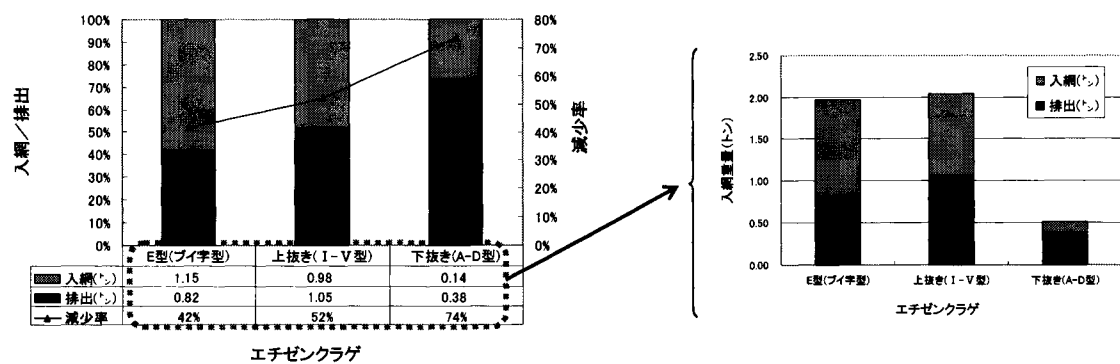 入網／排出
100%
90%
80%
70%
60%
50%
40%
30%
20%
10%
0%
80%
70%
60%
50%
40%
30%
20%
10%
0%
減少率
E型(ブイ字型) 上抜き(Ⅰ-Ⅴ型) 下抜き(A-D型)
入網(㌧) 1.15 0.98 0.14
排出(㌧) 0.82 1.05 0.38
減少率 42% 52% 74%
エチゼンクラゲ
入網重量(トン)
2.50
2.00
1.50
1.00
0.50
0.00
入網(㌧)
排出(㌧)
E型(ブイ字型) 上抜き(Ⅰ-Ⅴ型) 下抜き(A-D型)
エチゼンクラゲ